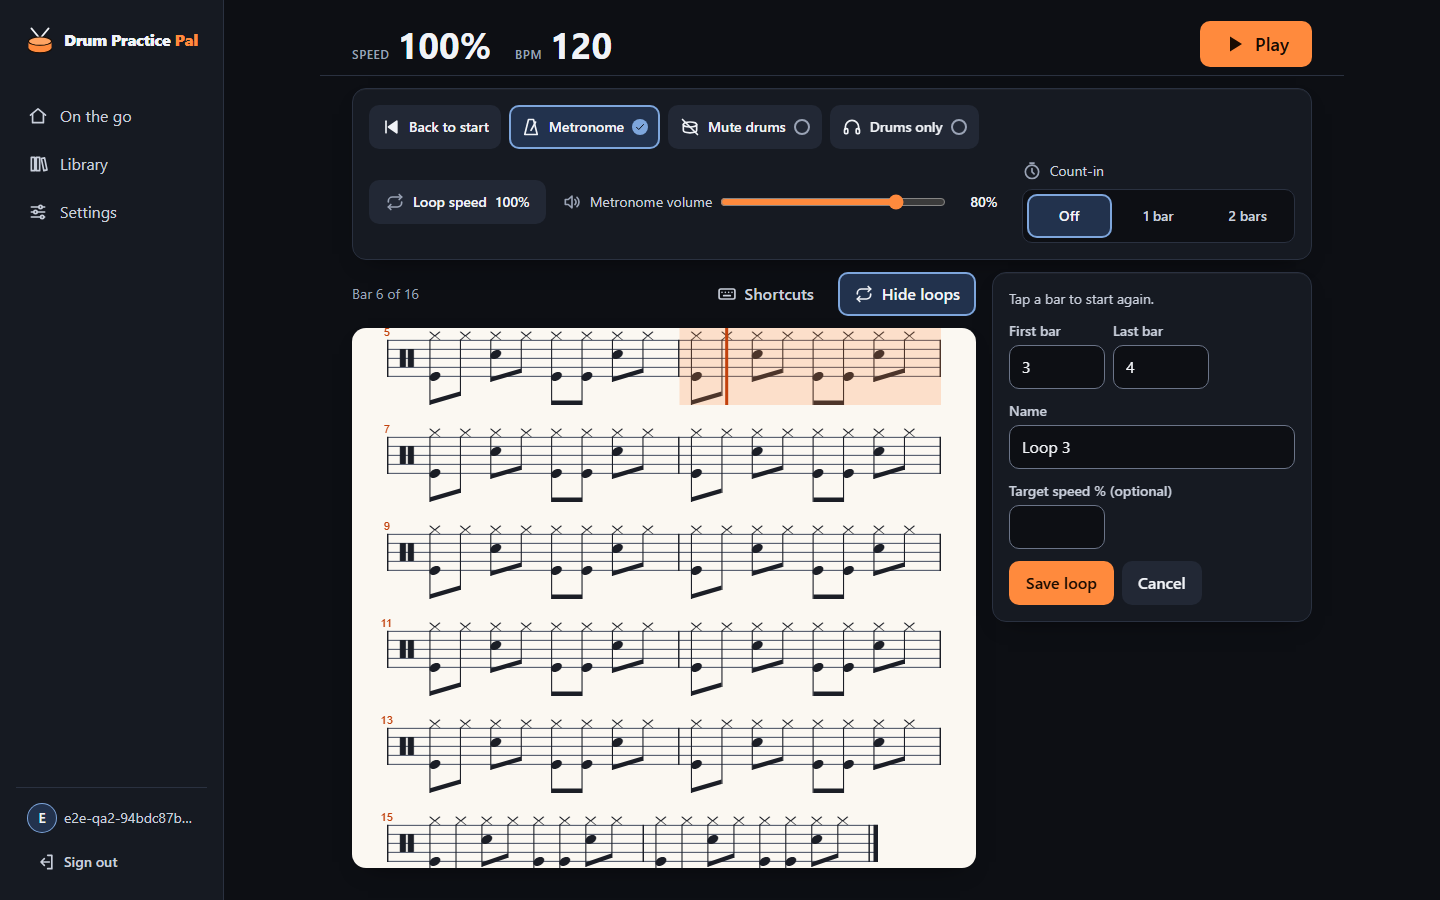 Drum Practice Pal
On the go
Library
Settings
e2e-qa2-94bdc87b...
Sign out
SPEED 100% BPM 120
Play
Back to start
Metronome
Mute drums
Drums only
Loop speed 100%
Metronome volume
80%
Count-in
Off
1 bar
2 bars
Bar 6 of 16
Shortcuts
Hide loops
5
7
9
11
13
15
Tap a bar to start again.
First bar
Last bar
3
4
Name
Loop 3
Target speed % (optional)
Save loop
Cancel